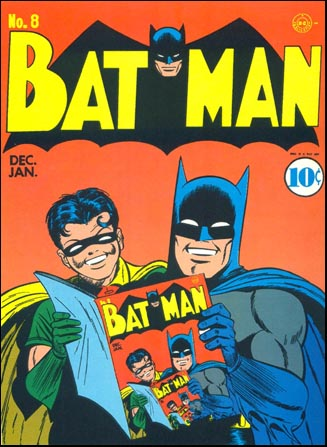 No. 8
BATMAN
DEC.
JAN.
10¢
BATMAN
DEC.
JAN.
BATMAN